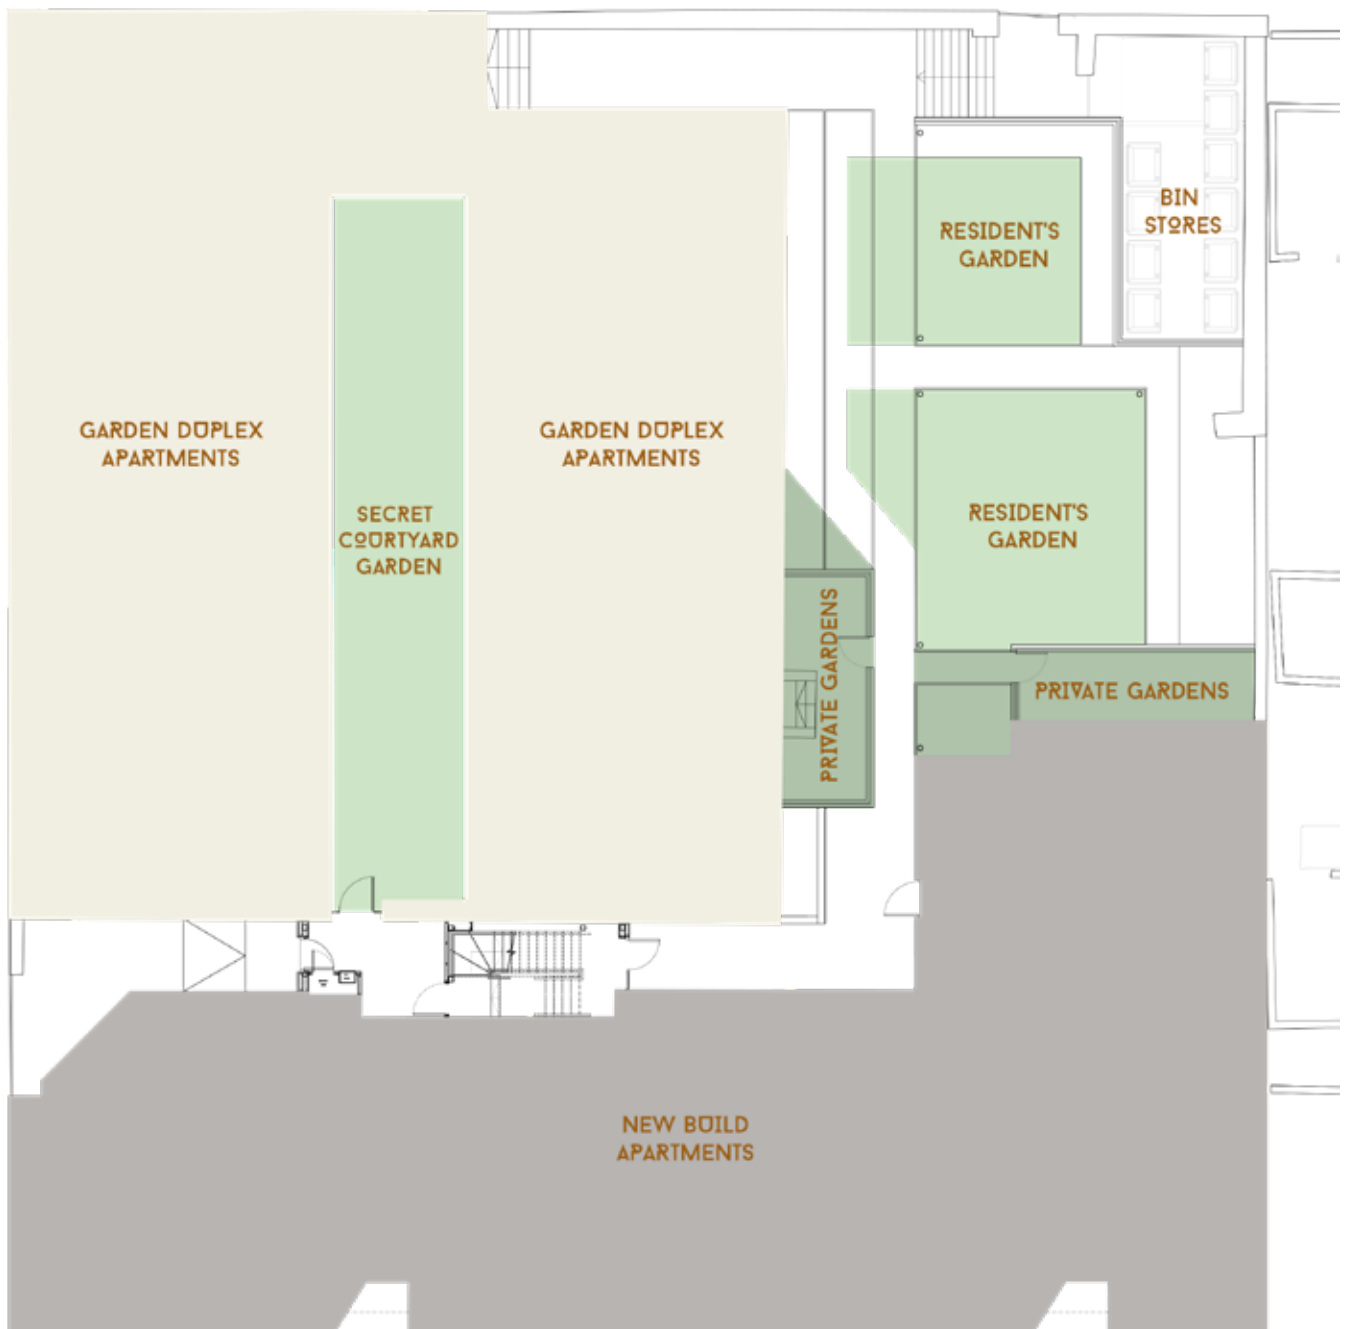 BIN
STORES
RESIDENT'S
GARDEN
GARDEN DUPLEX
APARTMENTS
GARDEN DUPLEX
APARTMENTS
SECRET
COURTYARD
GARDEN
RESIDENT'S
GARDEN
PRIVATE GARDENS
PRIVATE GARDENS
NEW BUILD
APARTMENTS